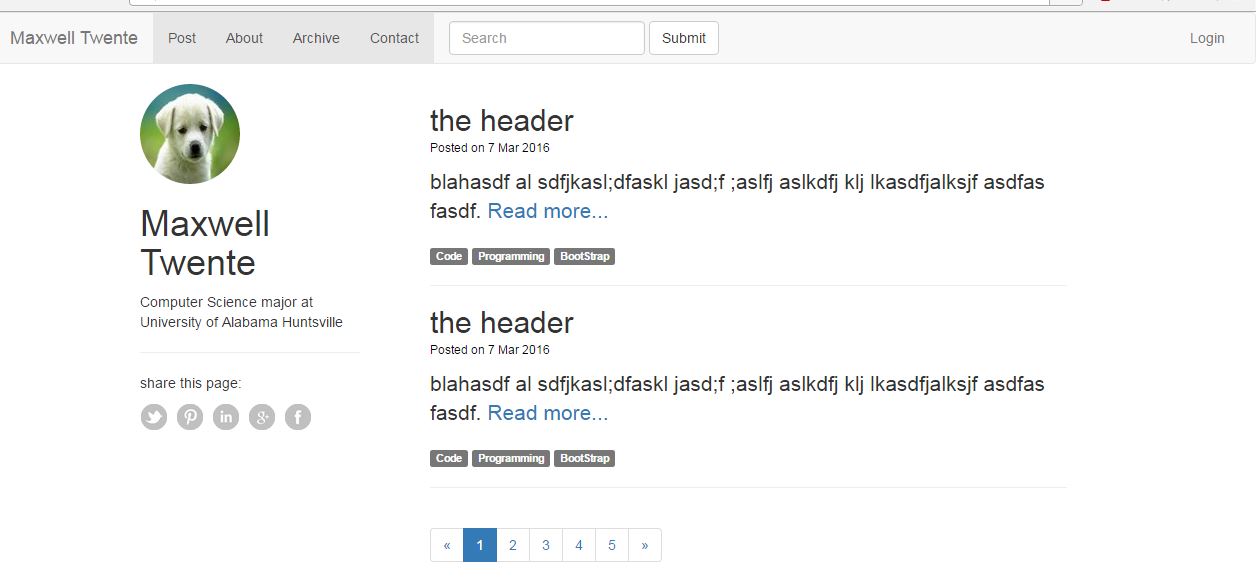 Maxwell Twente Post About Archive Contact Search Submit Login
Maxwell
Twente
Computer Science major at
University of Alabama Huntsville
share this page:
in g+ f
the header
Posted on 7 Mar 2016
blahasdf al sdfjkasl;dfaskl jasd;f ;aslfj aslkdfj klj lkasdfjalksjf asdfas
fasdf. Read more...
Code Programming BootStrap
the header
Posted on 7 Mar 2016
blahasdf al sdfjkasl;dfaskl jasd;f ;aslfj aslkdfj klj lkasdfjalksjf asdfas
fasdf. Read more...
Code Programming BootStrap
« 1 2 3 4 5 »